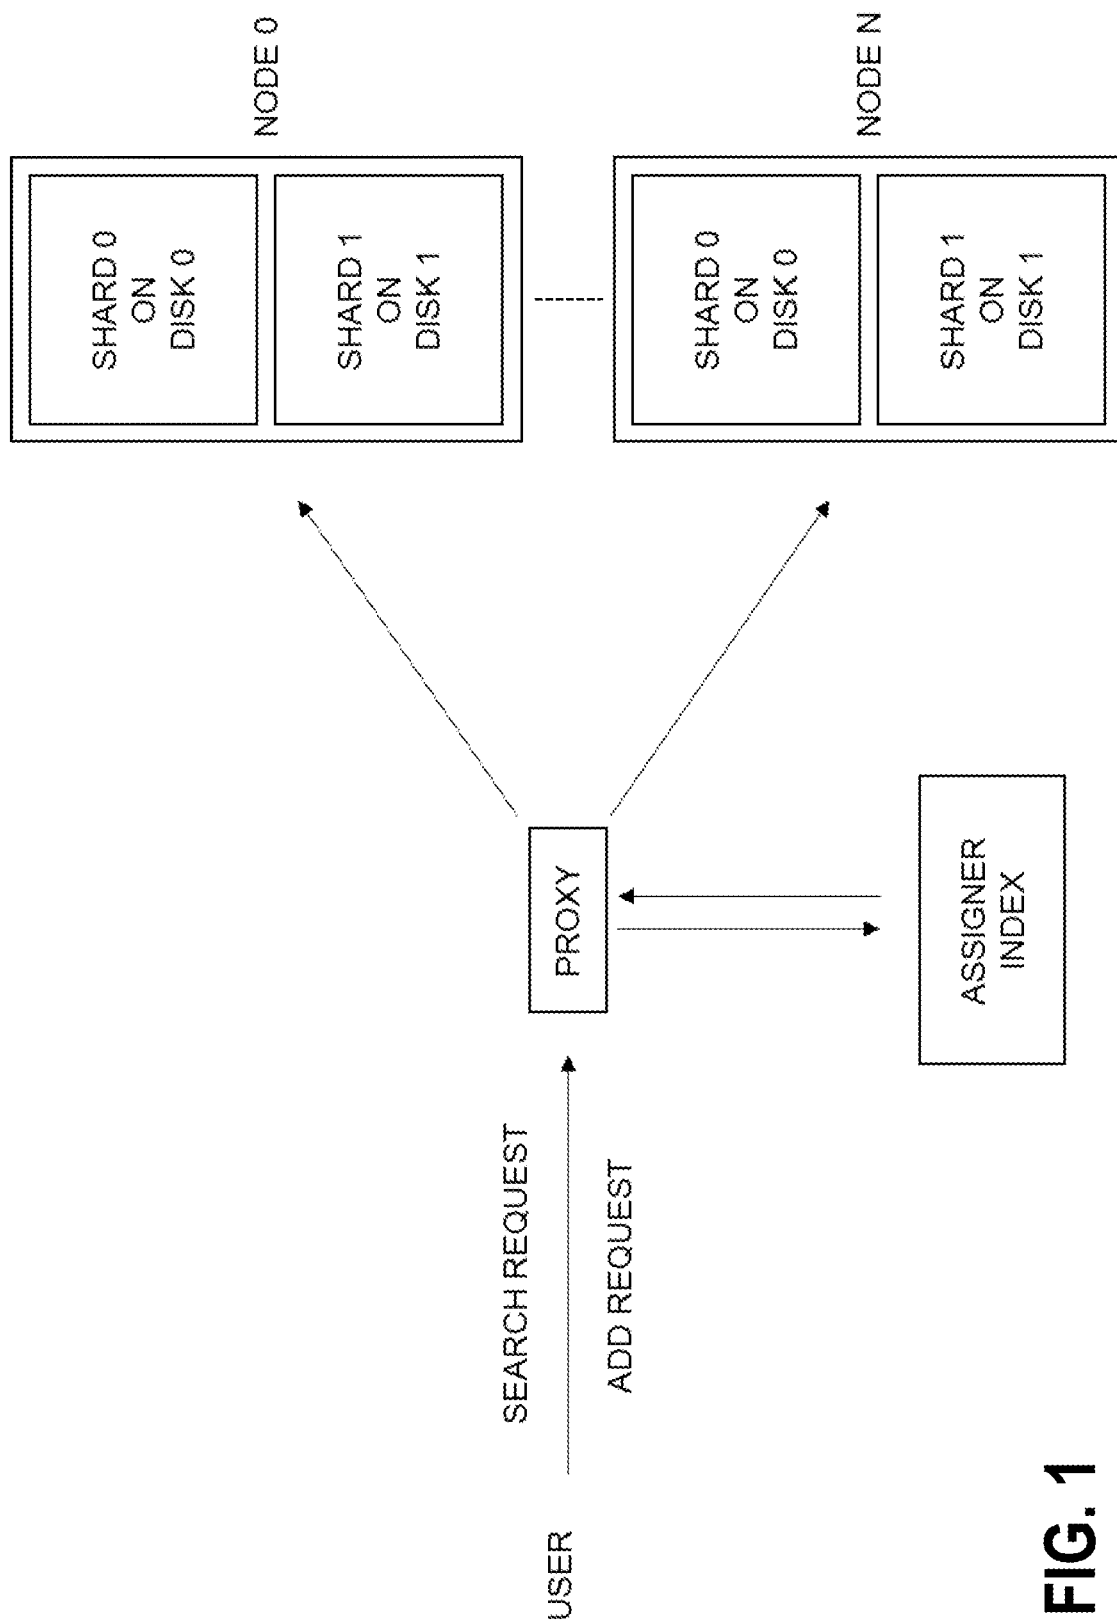 USER
SEARCH REQUEST
ADD REQUEST
PROXY
ASSIGNER
INDEX
SHARD 0
ON
DISK 0
SHARD 1
ON
DISK 1
NODE 0
SHARD 0
ON
DISK 0
SHARD 1
ON
DISK 1
NODE N
FIG. 1